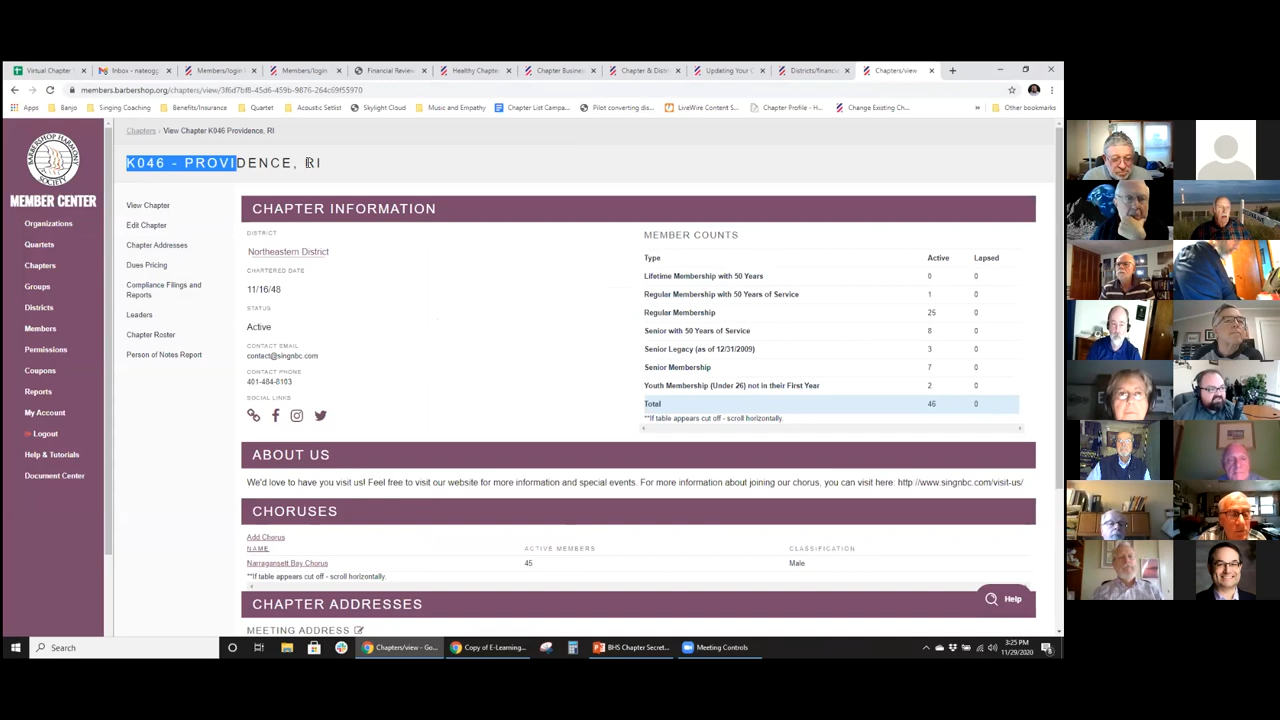 Virtual Chapter
Inbox - nateogg
Members/login
Members/login
Financial Review
Healthy Chapte
Chapter Busine
Chapter & Distri
Updating Your C
Districts/financia
Chapters/view
members.barbershop.org/chapters/view/3f6d7bf8-45d6-459b-9876-264c69f55970
Apps
Banjo
Singing Coaching
Benefits/Insurance
Quartet
Acoustic Setlist
Skylight Cloud
Music and Empathy
Chapter List Campa...
Pilot converting dis...
LiveWire Content S...
Chapter Profile - H...
Change Existing Ch...
Other bookmarks
BARBERSHOP HARMONY SOCIETY
MEMBER CENTER
Organizations
Quartets
Chapters
Groups
Districts
Members
Permissions
Coupons
Reports
My Account
Logout
Help & Tutorials
Document Center
Chapters › View Chapter K046 Providence, RI
K046 - PROVIDENCE, RI
View Chapter
Edit Chapter
Chapter Addresses
Dues Pricing
Compliance Filings and
Reports
Leaders
Chapter Roster
Person of Notes Report
CHAPTER INFORMATION
DISTRICT
Northeastern District
CHARTERED DATE
11/16/48
STATUS
Active
CONTACT EMAIL
contact@singnbc.com
CONTACT PHONE
401-484-8103
SOCIAL LINKS
MEMBER COUNTS
Type Active Lapsed
Lifetime Membership with 50 Years 0 0
Regular Membership with 50 Years of Service 1 0
Regular Membership 25 0
Senior with 50 Years of Service 8 0
Senior Legacy (as of 12/31/2009) 3 0
Senior Membership 7 0
Youth Membership (Under 26) not in their First Year 2 0
Total 46 0
**If table appears cut off - scroll horizontally.
ABOUT US
We'd love to have you visit us! Feel free to visit our website for more information and special events. For more information about joining our chorus, you can visit here: http://www.singnbc.com/visit-us/
CHORUSES
Add Chorus
NAME ACTIVE MEMBERS CLASSIFICATION
Narragansett Bay Chorus 45 Male
**If table appears cut off - scroll horizontally.
Help
CHAPTER ADDRESSES
MEETING ADDRESS
Search
Chapters/view - Go...
Copy of E-Learning...
BHS Chapter Secret...
Meeting Controls
3:25 PM
11/29/2020